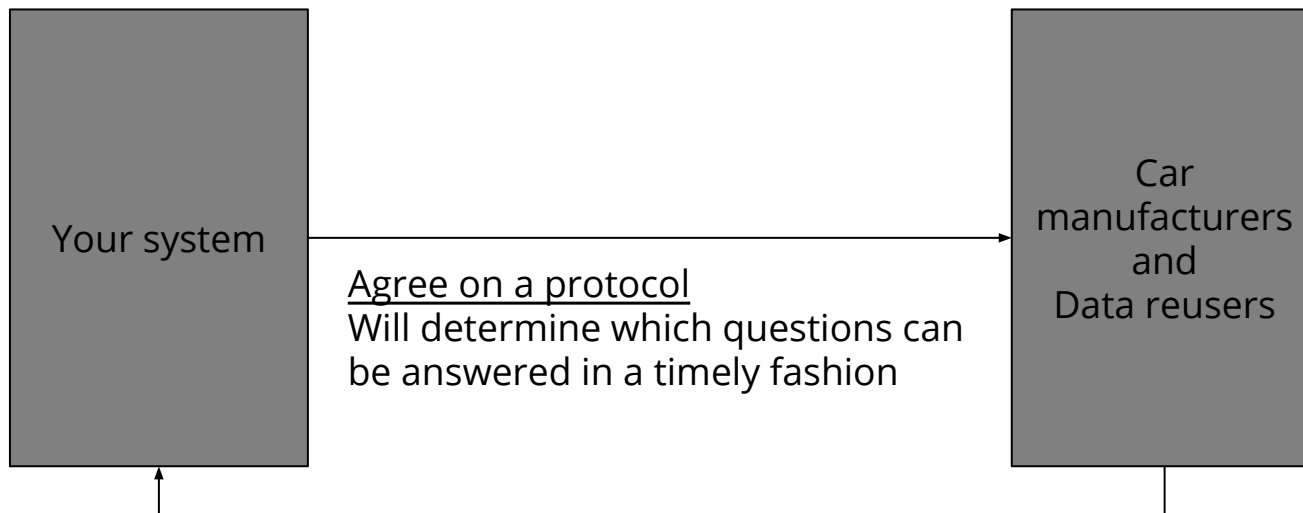 Your system
Agree on a protocol
Will determine which questions can
be answered in a timely fashion
Car
manufacturers
and
Data reusers